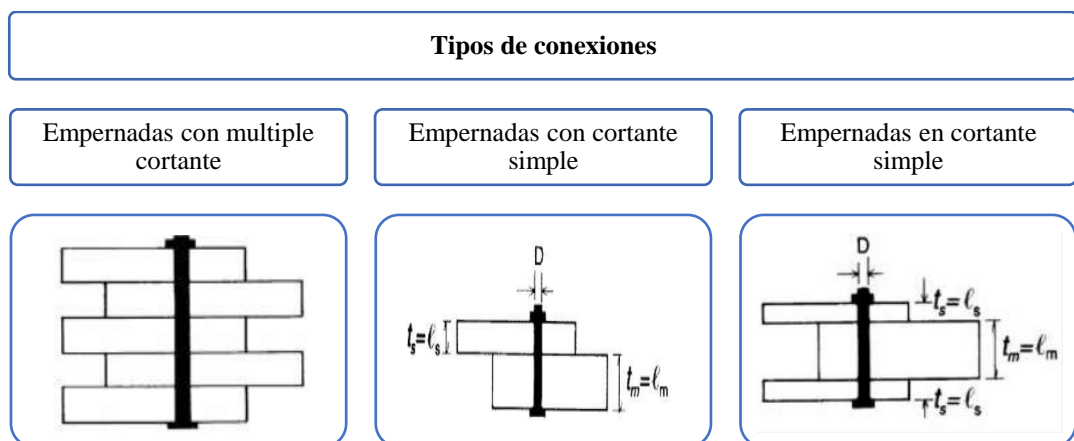 Tipos de conexiones
Empernadas con multiple
cortante
Empernadas con cortante
simple
Empernadas en cortante
simple
D
tₛ=ℓₛ
tₘ=ℓₘ
D
tₛ=ℓₛ
tₘ=ℓₘ
tₛ=ℓₛ